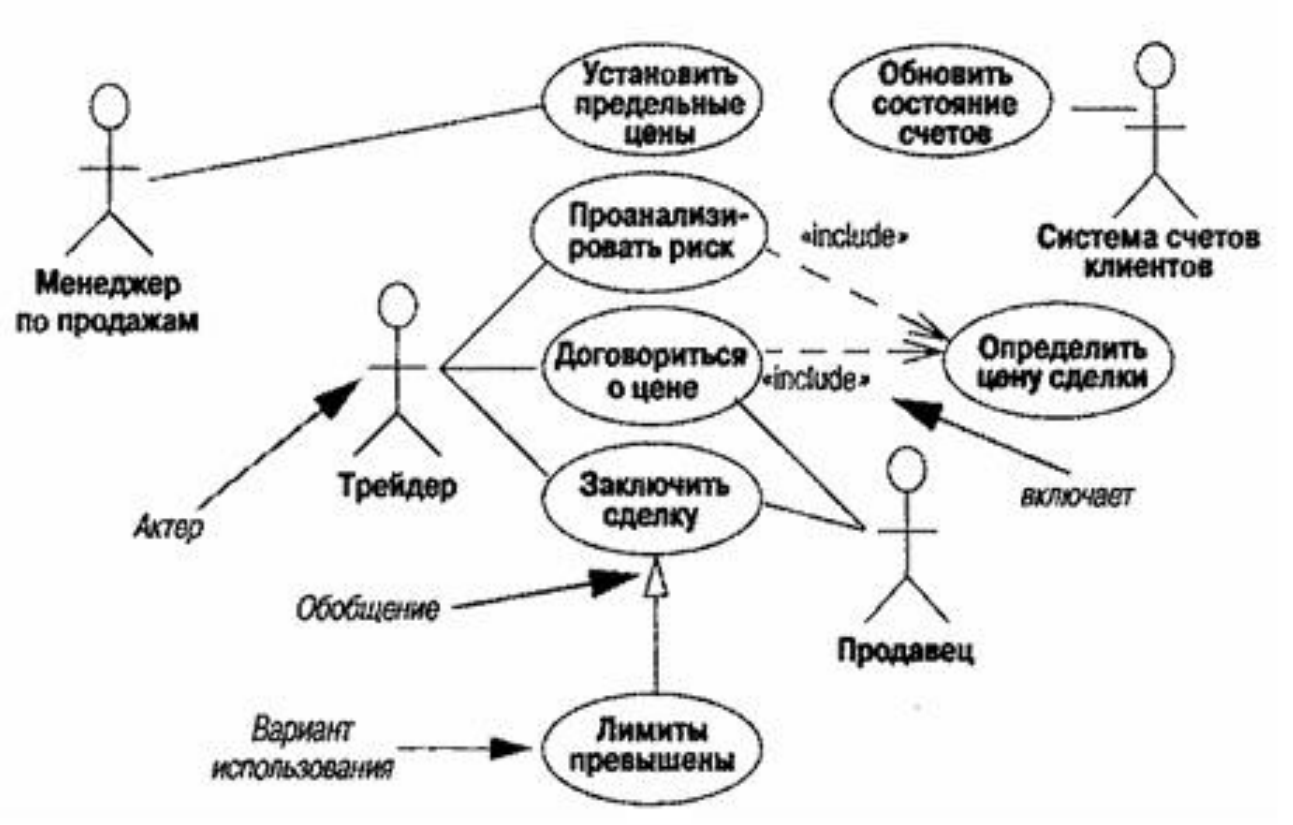 Установить
предельные
цены
Обновить
состояние
счетов
Менеджер
по продажам
Проанализи-
ровать риск
«include»
Система счетов
клиентов
Договориться
о цене
«include»
Определить
цену сделки
Трейдер
Актер
Заключить
сделку
включает
Обобщение
Продавец
Вариант
использования
Лимиты
превышены